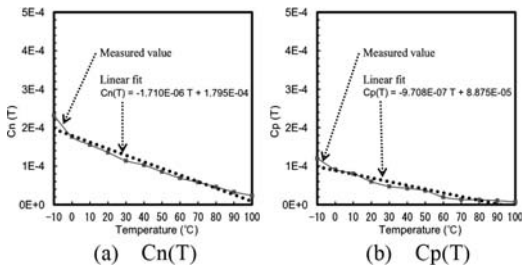 (a)
5E-4
4E-4
3E-4
2E-4
1E-4
0E+0
Cn (T)
Measured value
Linear fit
Cn(T) = -1.710E-06 T + 1.795E-04
-10 0 10 20 30 40 50 60 70 80 90 100
Temperature (℃)
(a) Cn(T)
(b)
5E-4
4E-4
3E-4
2E-4
1E-4
0E+0
Cp (T)
Measured value
Linear fit
Cp(T) = -9.708E-07 T + 8.875E-05
-10 0 10 20 30 40 50 60 70 80 90 100
Temperature (℃)
(b) Cp(T)